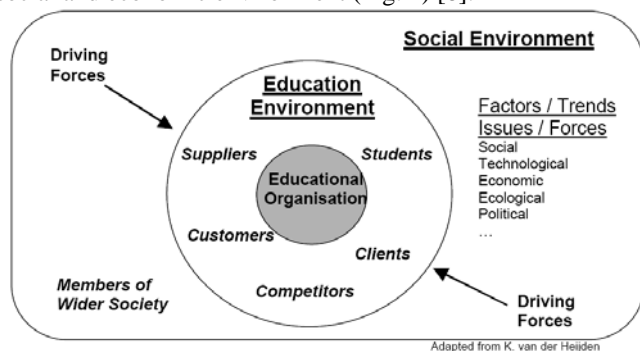 and
Social Environment
Driving
Forces
Education
Environment
Factors / Trends
Issues / Forces
Social
Technological
Economic
Ecological
Political
...
Suppliers
Students
Educational
Organisation
Customers
Clients
Competitors
Members of
Wider Society
Driving
Forces
Adapted from K. van der Heijden